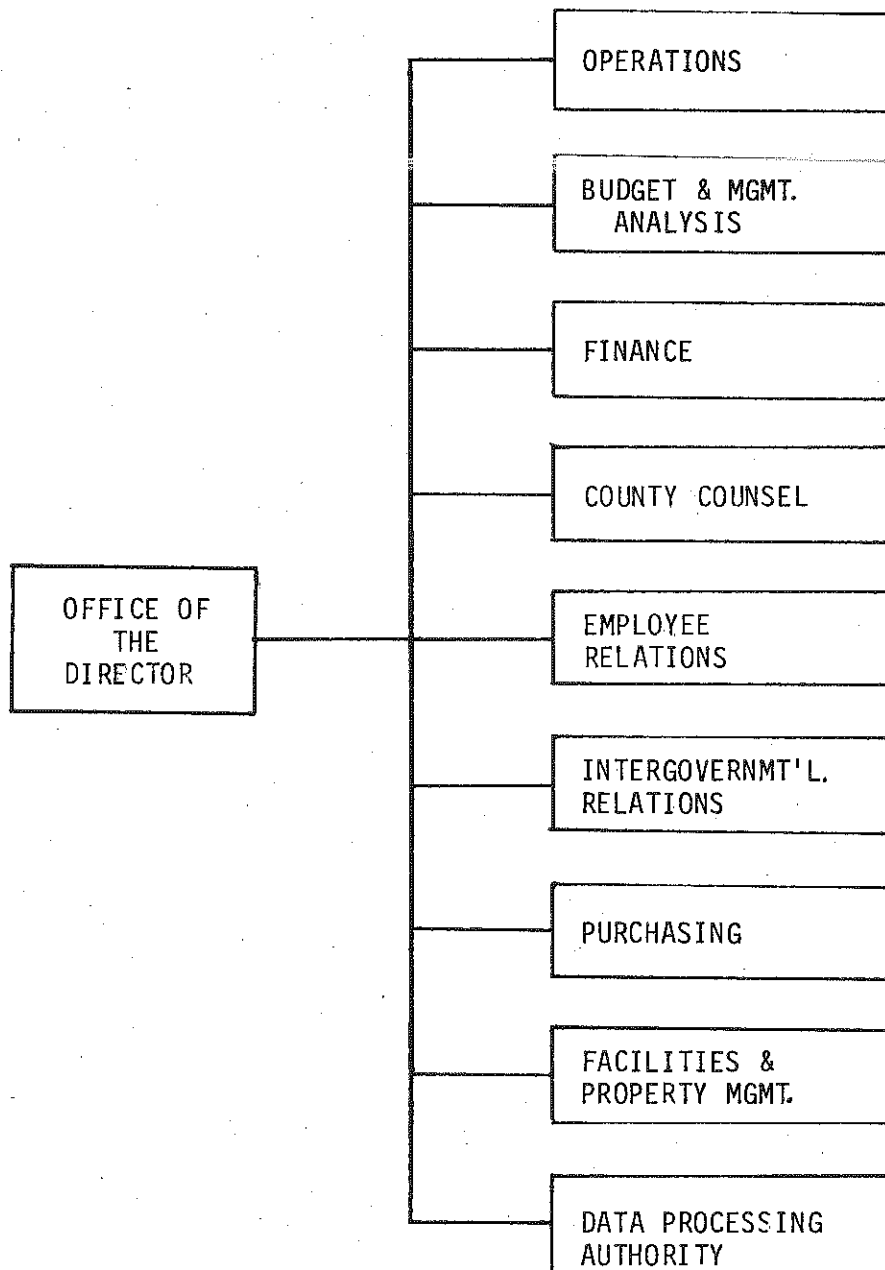 OPERATIONS
BUDGET & MGMT.
ANALYSIS
FINANCE
COUNTY COUNSEL
OFFICE OF
THE
DIRECTOR
EMPLOYEE
RELATIONS
INTERGOVERNMT'L.
RELATIONS
PURCHASING
FACILITIES &
PROPERTY MGMT.
DATA PROCESSING
AUTHORITY